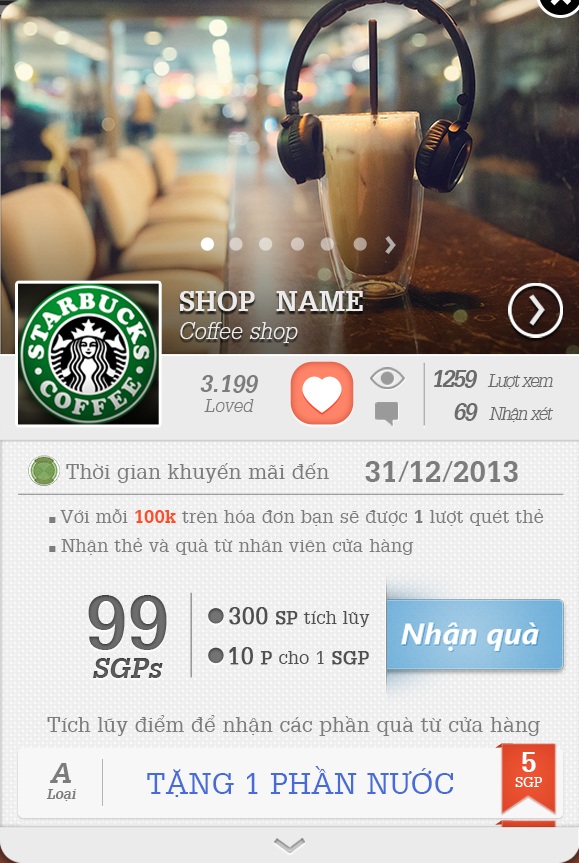 STARBUCKS
COFFEE
SHOP NAME
Coffee shop
3.199
Loved
1259 Lượt xem
69 Nhận xét
Thời gian khuyến mãi đến 31/12/2013
Với mỗi 100k trên hóa đơn bạn sẽ được 1 lượt quét thẻ
Nhận thẻ và quà từ nhân viên cửa hàng
99
SGPs
300 SP tích lũy
10 P cho 1 SGP
Nhận quà
Tích lũy điểm để nhận các phần quà từ cửa hàng
A
Loại
TẶNG 1 PHẦN NƯỚC
5
SGP